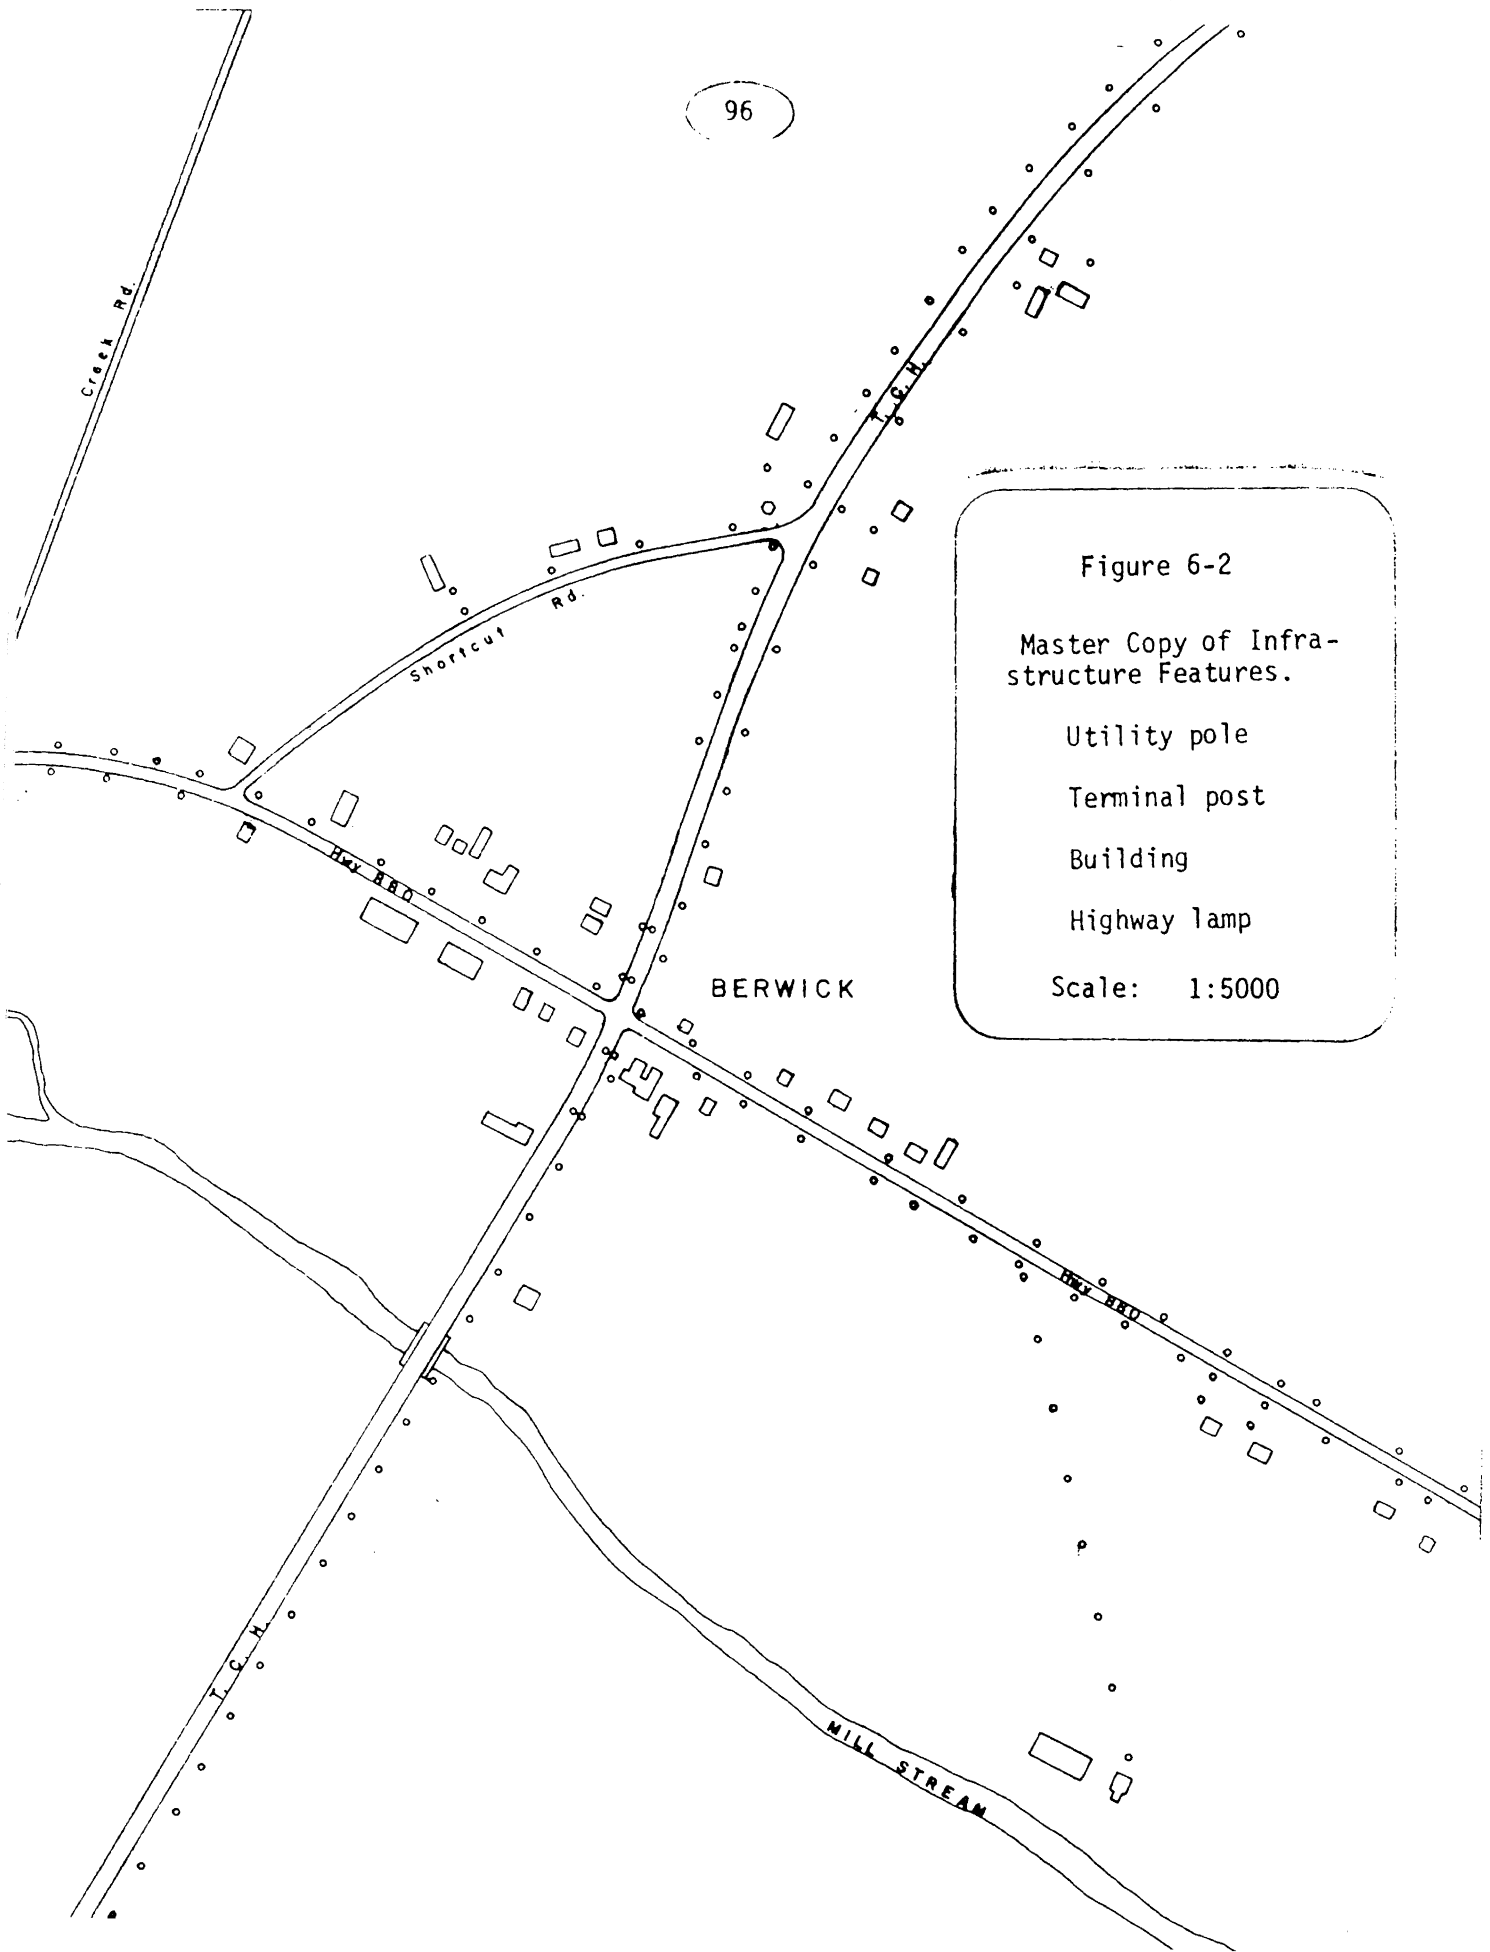 96
Creek Rd.
T. C. H.
Shortcut Rd.
Figure 6-2
Master Copy of Infra-
structure Features.
Utility pole
Terminal post
Building
Highway lamp
Scale: 1:5000
Hwy 880
BERWICK
Hwy 880
T. C. H.
MILL STREAM